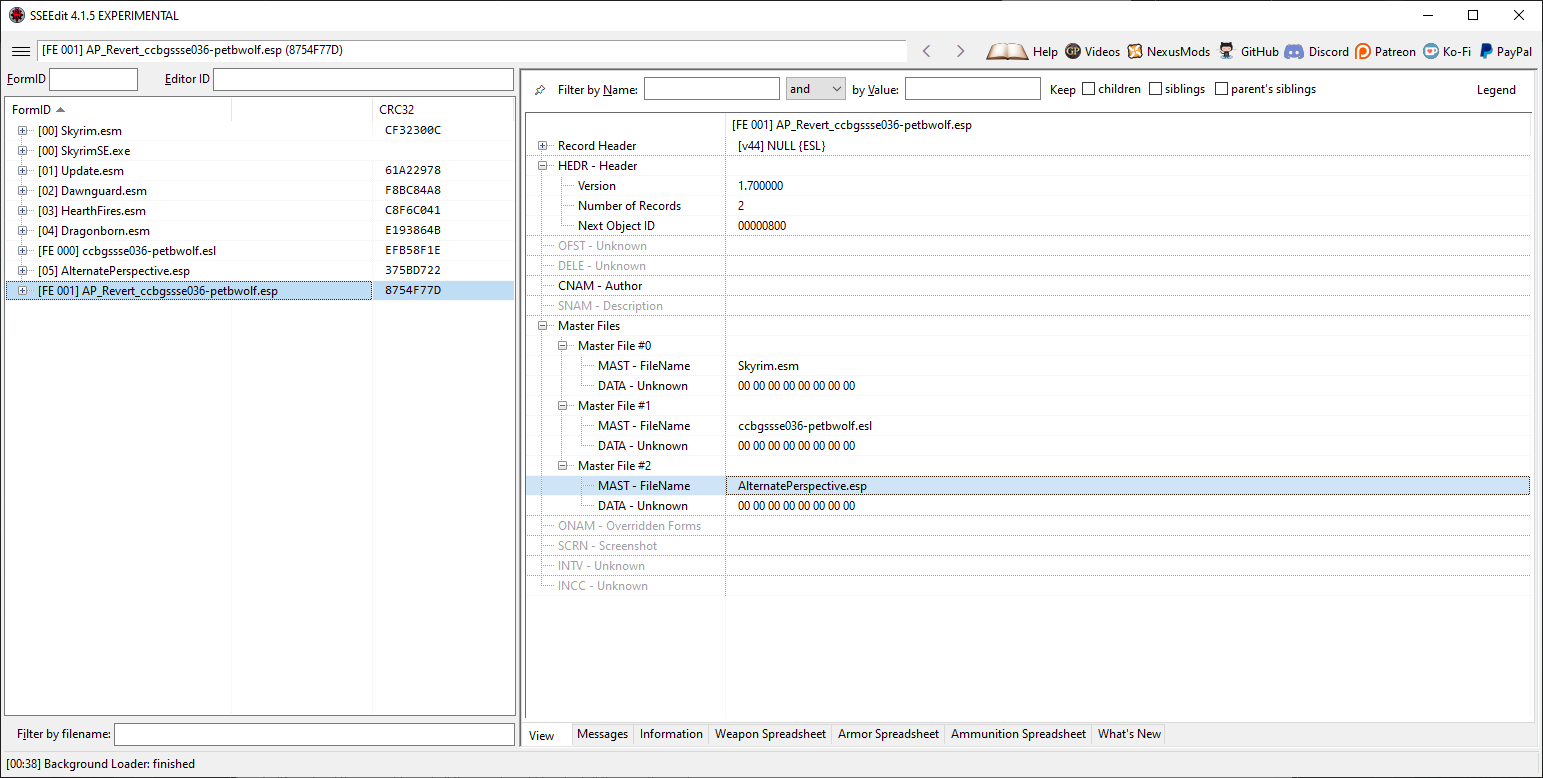 SSEEdit 4.1.5 EXPERIMENTAL
[FE 001] AP_Revert_ccbgssse036-petbwolf.esp (8754F77D)
Help Videos NexusMods GitHub Discord Patreon Ko-Fi PayPal
FormID Editor ID
Filter by Name: and by Value: Keep children siblings parent's siblings Legend
FormID CRC32
[00] Skyrim.esm CF32300C
[00] SkyrimSE.exe
[01] Update.esm 61A22978
[02] Dawnguard.esm F8BC84A8
[03] HearthFires.esm C8F6C041
[04] Dragonborn.esm E193864B
[FE 000] ccbgssse036-petbwolf.esl EFB58F1E
[05] AlternatePerspective.esp 375BD722
[FE 001] AP_Revert_ccbgssse036-petbwolf.esp 8754F77D
[FE 001] AP_Revert_ccbgssse036-petbwolf.esp
Record Header [v44] NULL {ESL}
HEDR - Header
Version 1.700000
Number of Records 2
Next Object ID 00000800
OFST - Unknown
DELE - Unknown
CNAM - Author
SNAM - Description
Master Files
Master File #0
MAST - FileName Skyrim.esm
DATA - Unknown 00 00 00 00 00 00 00 00
Master File #1
MAST - FileName ccbgssse036-petbwolf.esl
DATA - Unknown 00 00 00 00 00 00 00 00
Master File #2
MAST - FileName AlternatePerspective.esp
DATA - Unknown 00 00 00 00 00 00 00 00
ONAM - Overridden Forms
SCRN - Screenshot
INTV - Unknown
INCC - Unknown
Filter by filename:
View Messages Information Weapon Spreadsheet Armor Spreadsheet Ammunition Spreadsheet What's New
[00:38] Background Loader: finished